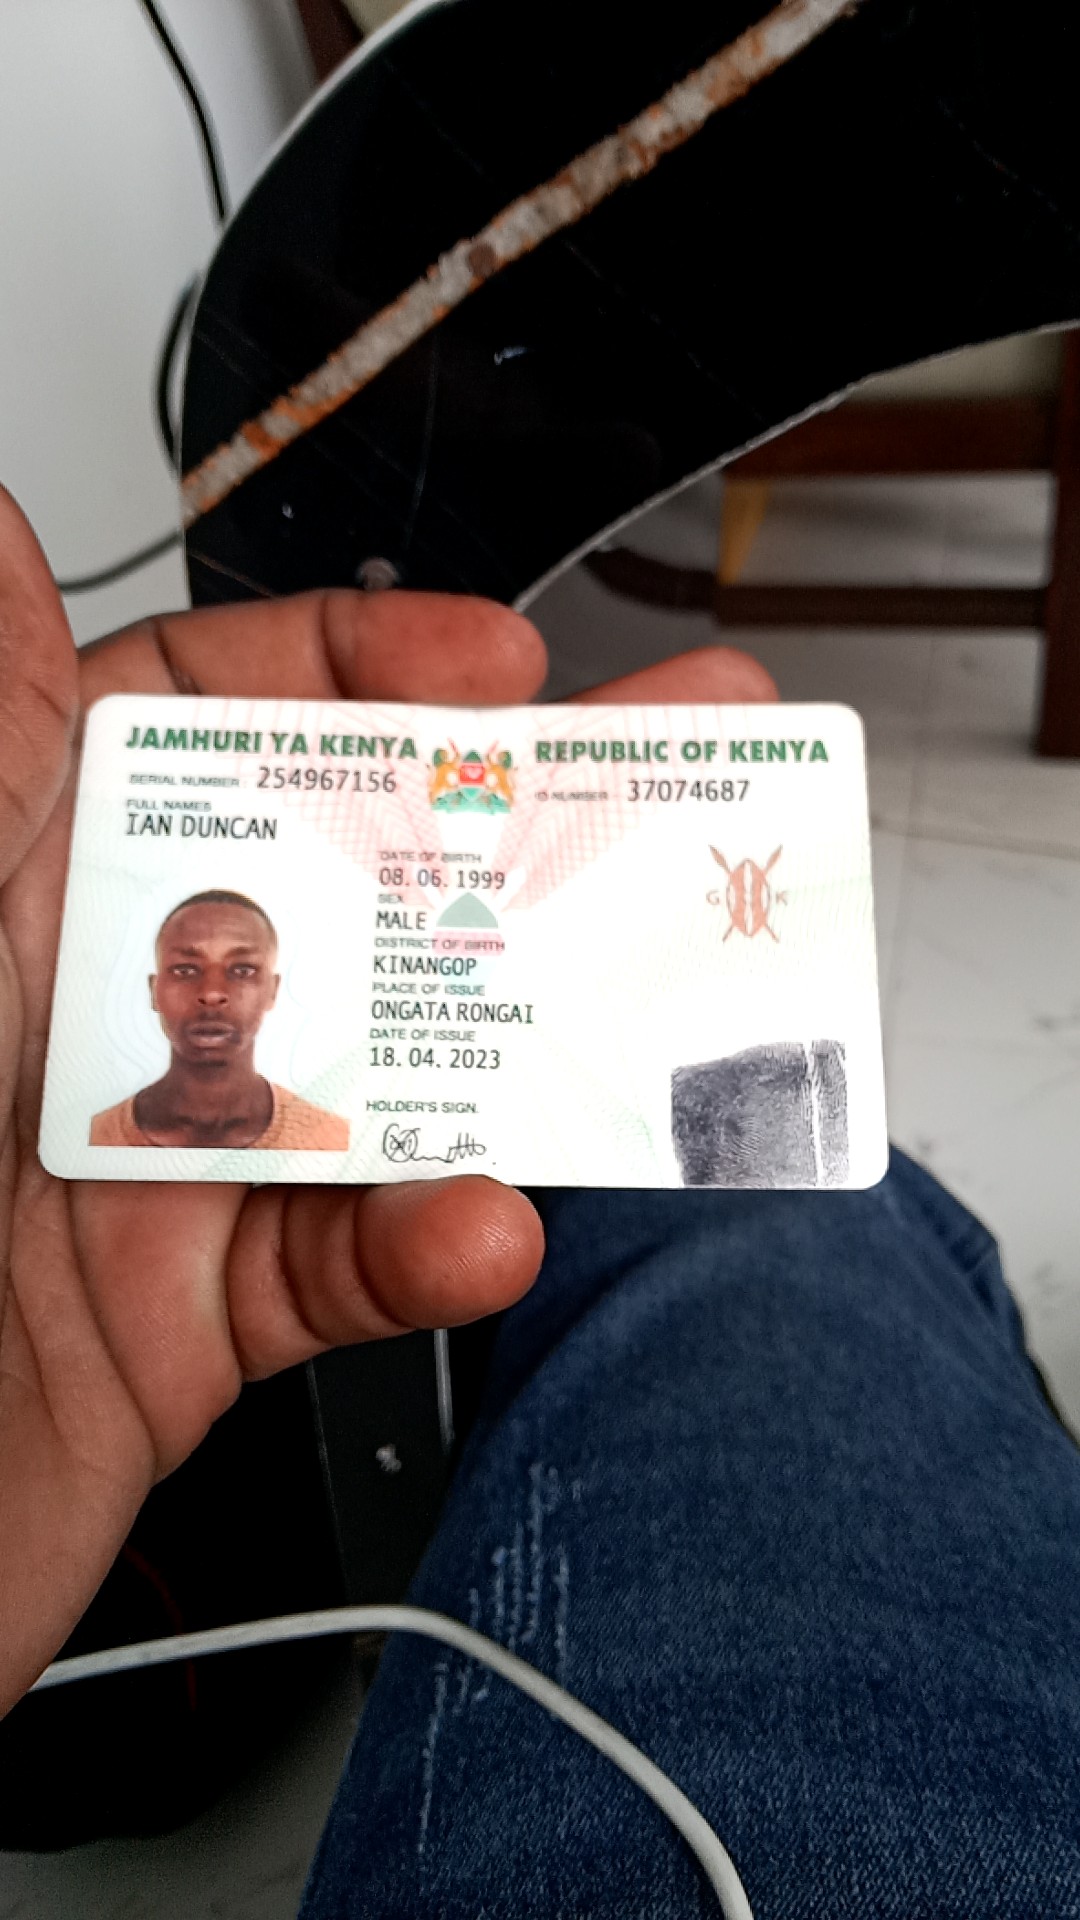 JAMHURI YA KENYA REPUBLIC OF KENYA
SERIAL NUMBER: 254967156 ID NUMBER: 37074687
FULL NAMES
IAN DUNCAN
DATE OF BIRTH
08. 06. 1999
SEX
MALE
G K
DISTRICT OF BIRTH
KINANGOP
PLACE OF ISSUE
ONGATA RONGAI
DATE OF ISSUE
18. 04. 2023
HOLDER'S SIGN.